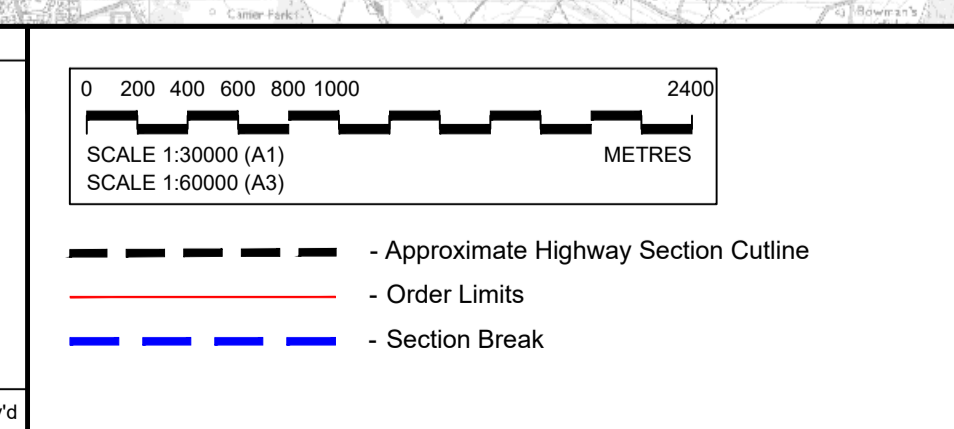 Camer Park
Bowman's
0 200 400 600 800 1000 2400
SCALE 1:30000 (A1) METRES
SCALE 1:60000 (A3)
- Approximate Highway Section Cutline
- Order Limits
- Section Break
'd